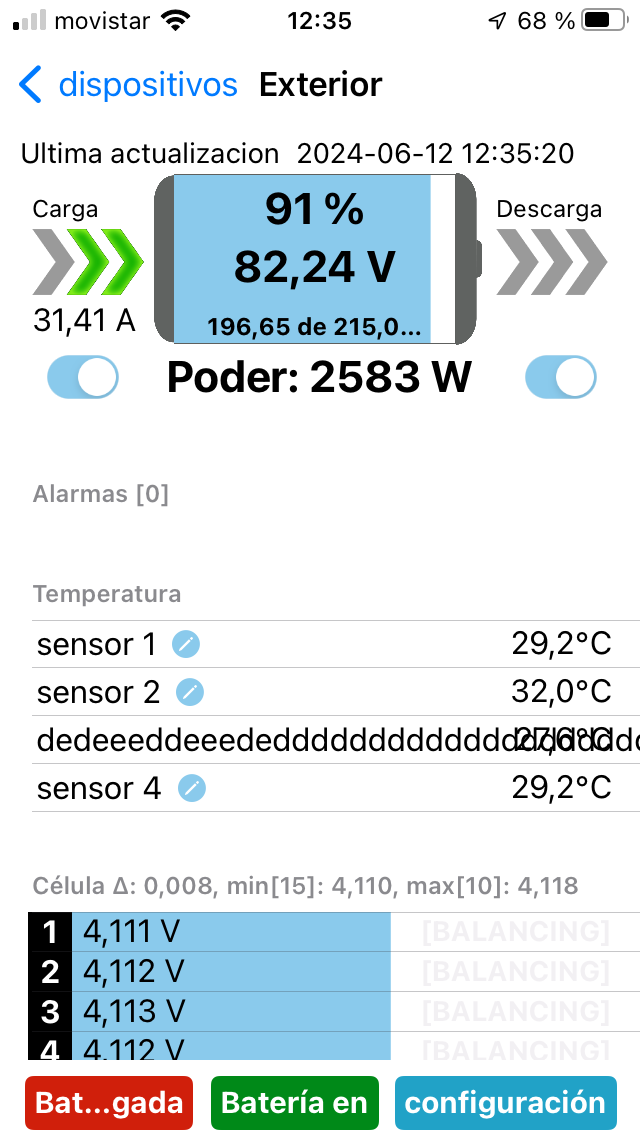 movistar 12:35 68 %
dispositivos Exterior
Ultima actualizacion 2024-06-12 12:35:20
Carga
31,41 A
91 %
82,24 V
196,65 de 215,0...
Descarga
Poder: 2583 W
Alarmas [0]
Temperatura
sensor 1 29,2°C
sensor 2 32,0°C
27,6°C
sensor 4 29,2°C
Célula Δ: 0,008, min[15]: 4,110, max[10]: 4,118
1 4,111 V [BALANCING]
2 4,112 V [BALANCING]
3 4,113 V [BALANCING]
4 4,112 V [BALANCING]
Bat...gada Batería en configuración